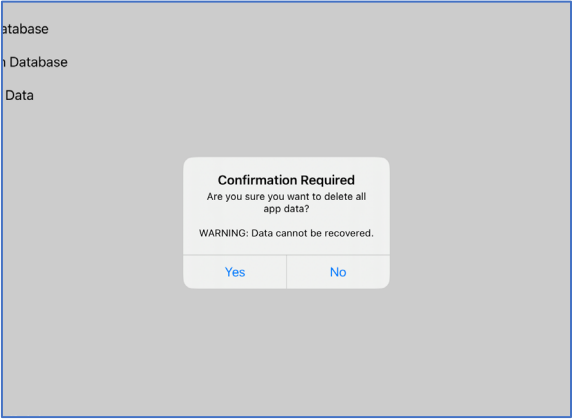 atabase
Database
Data
Confirmation Required
Are you sure you want to delete all
app data?
WARNING: Data cannot be recovered.
Yes
No